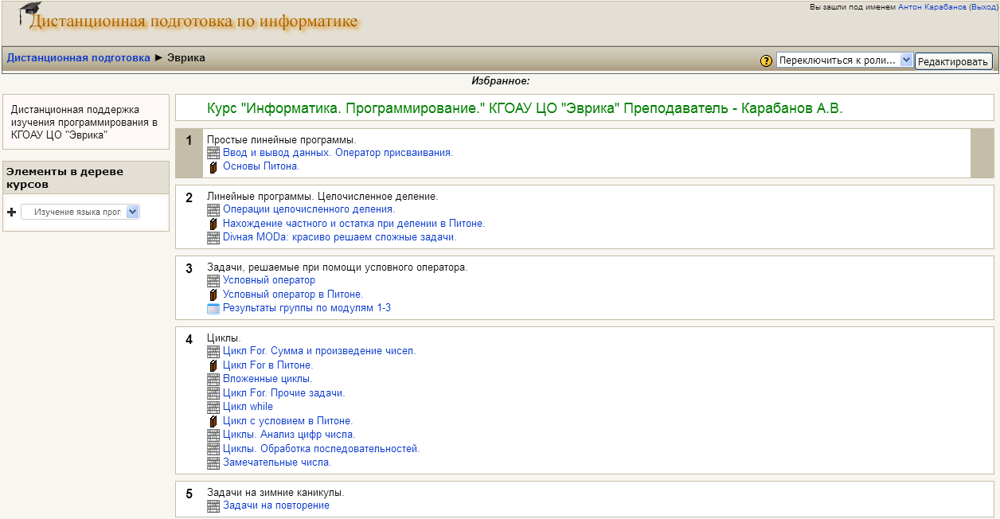 Вы зашли под именем Антон Карабанов (Выход)
Дистанционная подготовка по информатике
Дистанционная подготовка ► Эврика
? Переключиться к роли... Редактировать
Избранное:
Дистанционная поддержка
изучения программирования в
КГОАУ ЦО "Эврика"
Элементы в дереве
курсов
Изучение языка прог
Курс "Информатика. Программирование." КГОАУ ЦО "Эврика" Преподаватель - Карабанов А.В.
1 Простые линейные программы.
Ввод и вывод данных. Оператор присваивания.
Основы Питона.
2 Линейные программы. Целочисленное деление.
Операции целочисленного деления.
Нахождение частного и остатка при делении в Питоне.
Divная MODa: красиво решаем сложные задачи.
3 Задачи, решаемые при помощи условного оператора.
Условный оператор
Условный оператор в Питоне.
Результаты группы по модулям 1-3
4 Циклы.
Цикл For. Сумма и произведение чисел.
Цикл For в Питоне.
Вложенные циклы.
Цикл For. Прочие задачи.
Цикл while
Цикл с условием в Питоне.
Циклы. Анализ цифр числа.
Циклы. Обработка последовательностей.
Замечательные числа.
5 Задачи на зимние каникулы.
Задачи на повторение